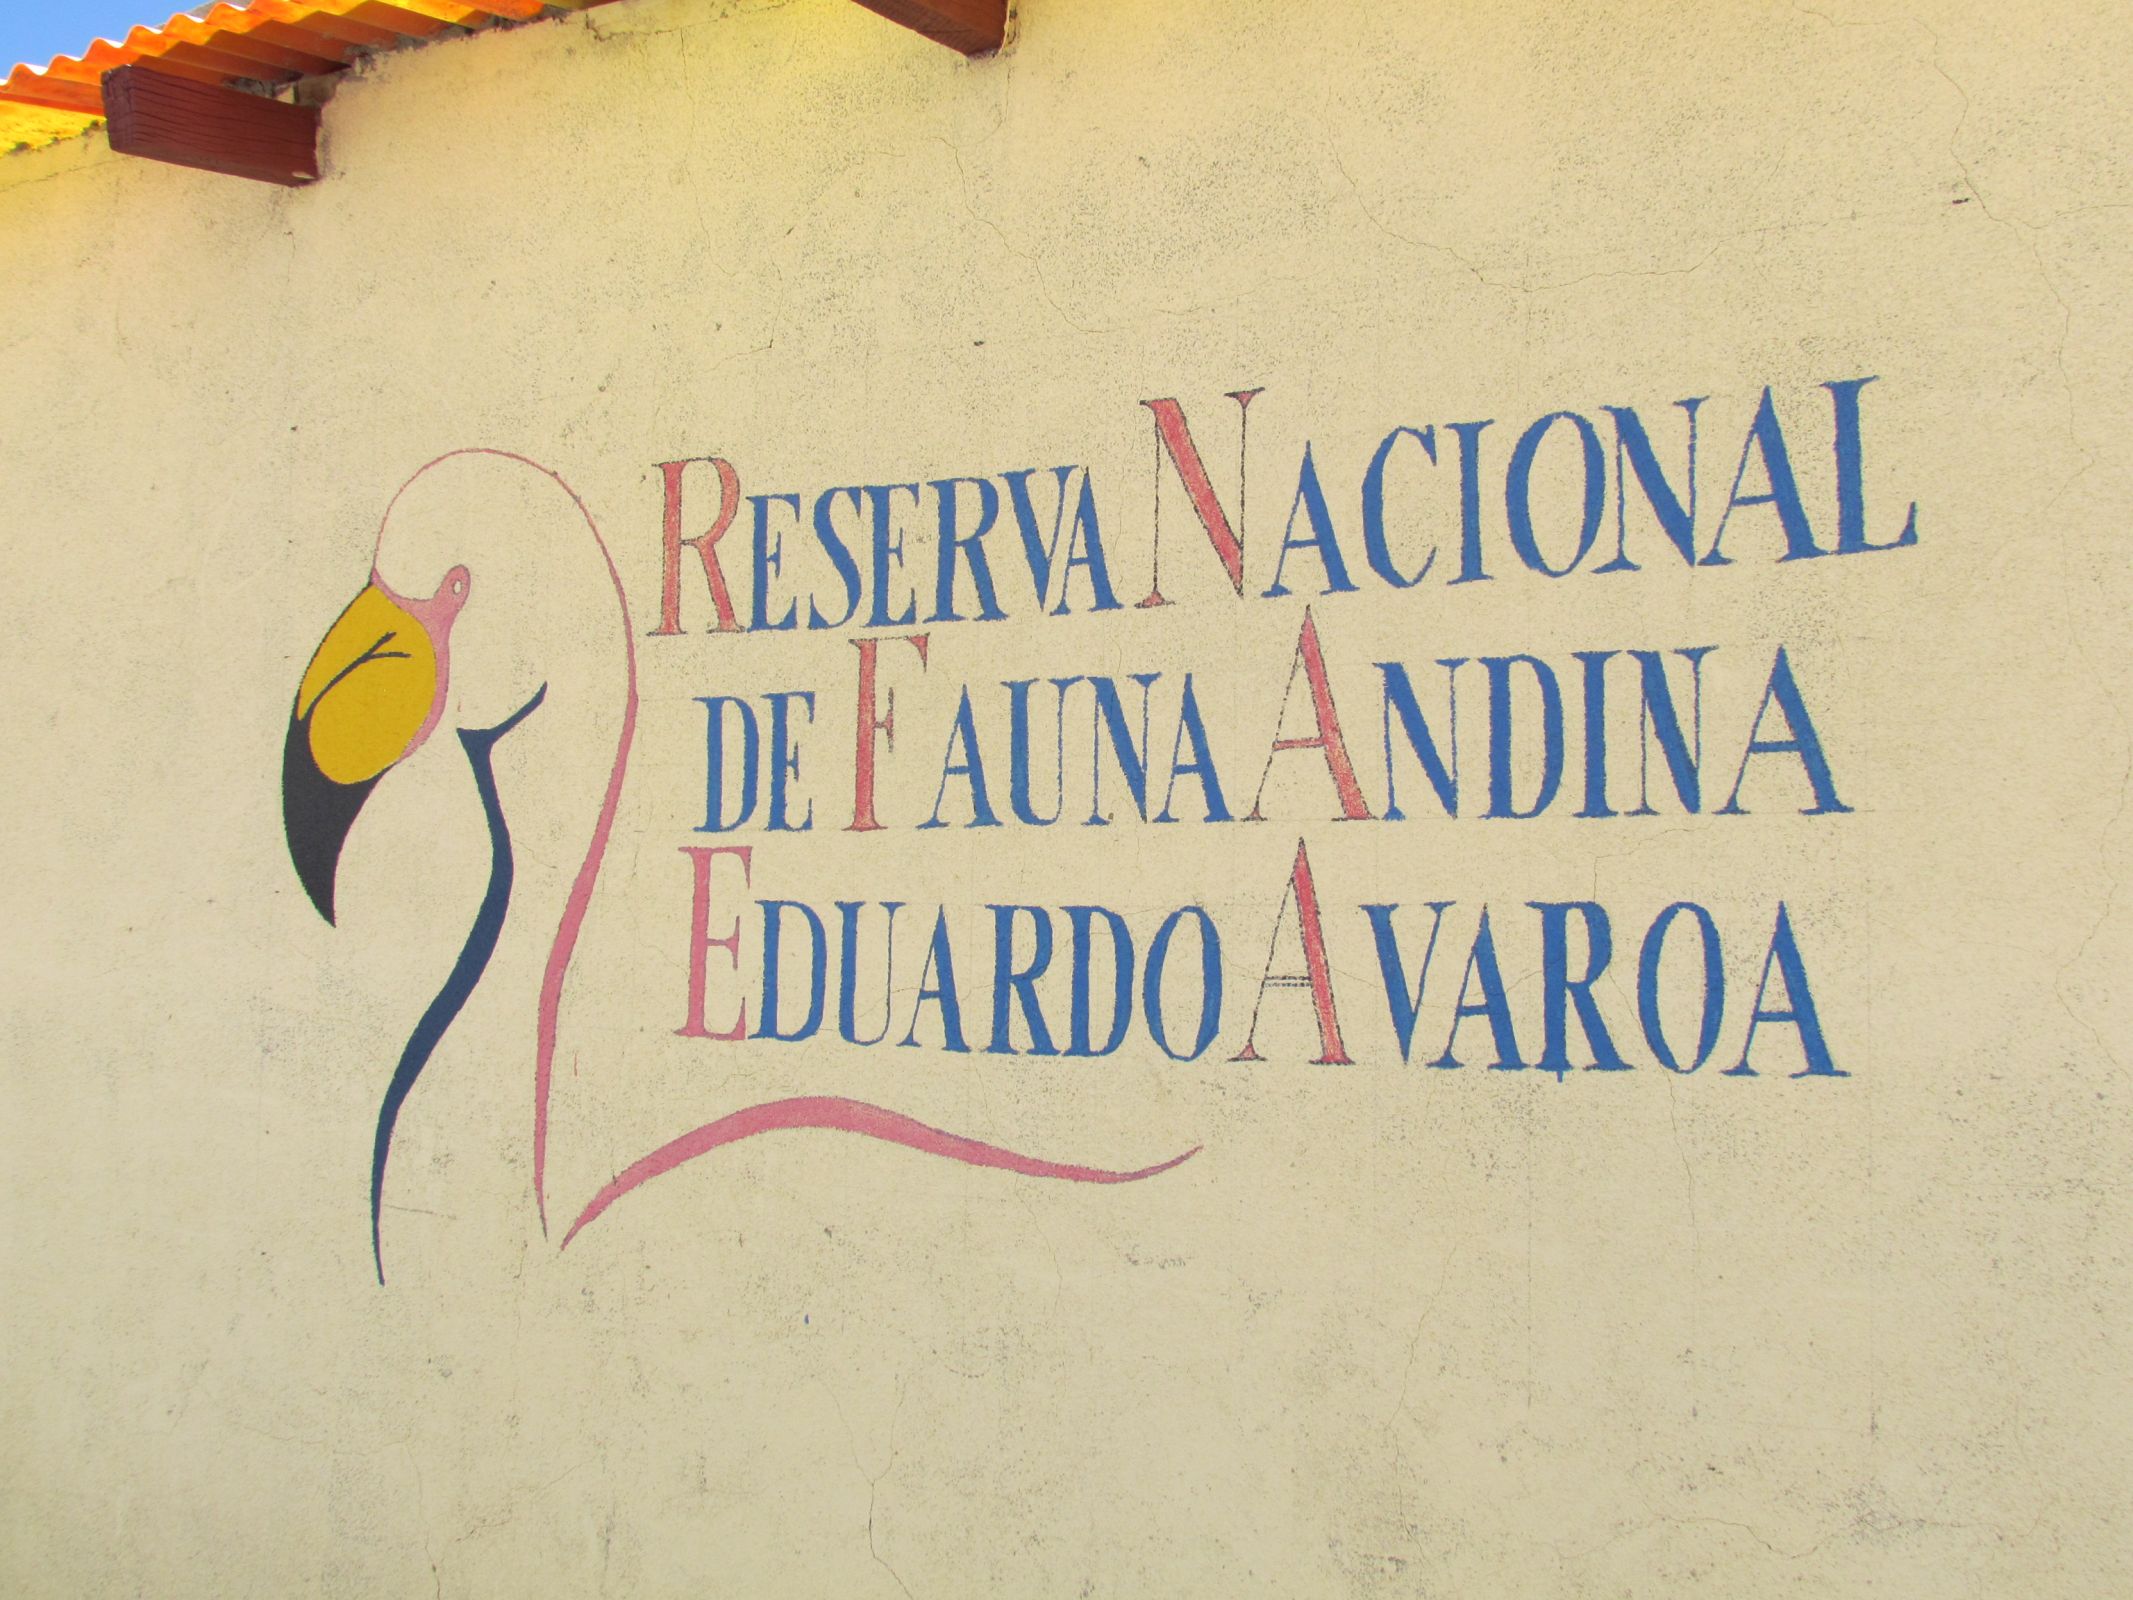 RESERVA NACIONAL
DE FAUNA ANDINA
EDUARDO AVAROA